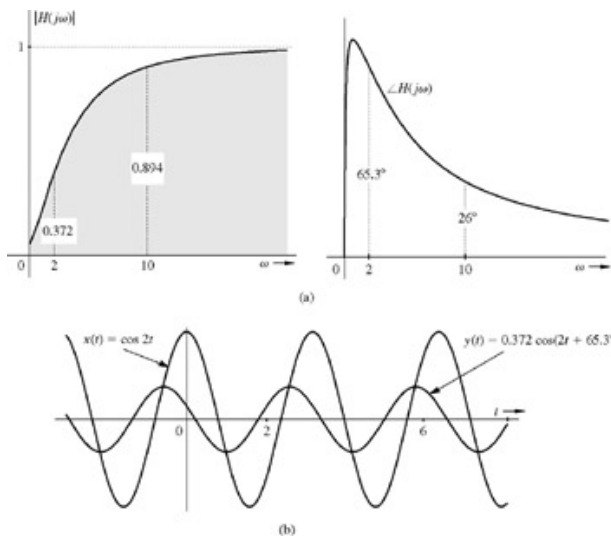 |H(jω)|
1
0.894
0.372
0
2
10
ω
∠H(jω)
65.3°
26°
0
2
10
ω
(a)
x(t) = cos 2t
y(t) = 0.372 cos(2t + 65.3°
0
2
6
t
(b)